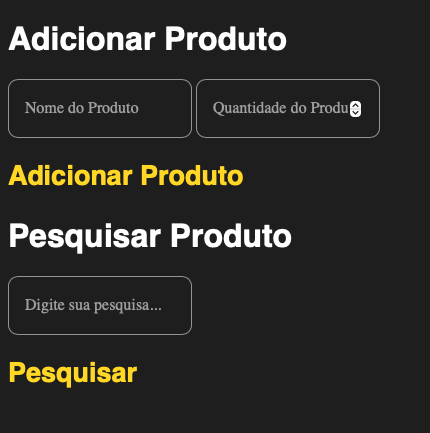 Adicionar Produto
Nome do Produto Quantidade do Produ
Adicionar Produto
Pesquisar Produto
Digite sua pesquisa...
Pesquisar